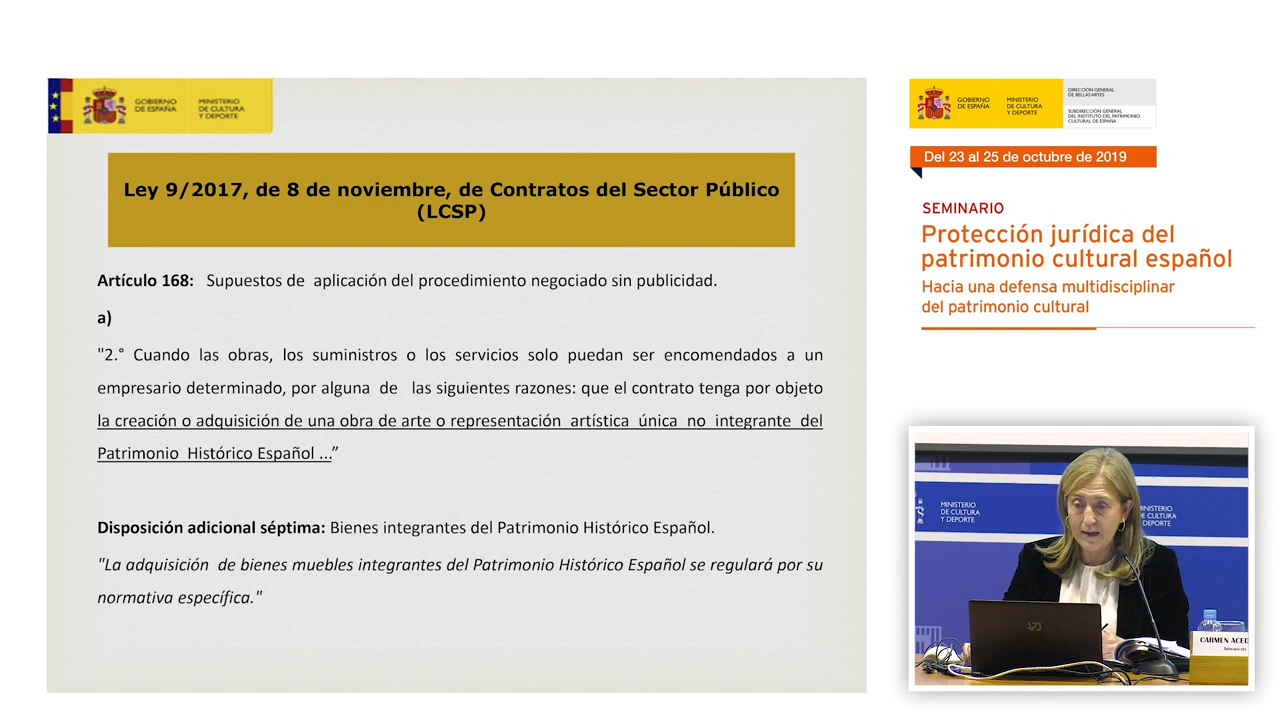 GOBIERNO
DE ESPAÑA
MINISTERIO
DE CULTURA
Y DEPORTE
Ley 9/2017, de 8 de noviembre, de Contratos del Sector Público
(LCSP)
Artículo 168: Supuestos de aplicación del procedimiento negociado sin publicidad.
a)
"2.° Cuando las obras, los suministros o los servicios solo puedan ser encomendados a un
empresario determinado, por alguna de las siguientes razones: que el contrato tenga por objeto
la creación o adquisición de una obra de arte o representación artística única no integrante del
Patrimonio Histórico Español ...”
Disposición adicional séptima: Bienes integrantes del Patrimonio Histórico Español.
"La adquisición de bienes muebles integrantes del Patrimonio Histórico Español se regulará por su
normativa específica."
GOBIERNO
DE ESPAÑA
MINISTERIO
DE CULTURA
Y DEPORTE
DIRECCIÓN GENERAL
DE BELLAS ARTES
SUBDIRECCIÓN GENERAL
DEL INSTITUTO DEL PATRIMONIO
CULTURAL DE ESPAÑA
Del 23 al 25 de octubre de 2019
SEMINARIO
Protección jurídica del
patrimonio cultural español
Hacia una defensa multidisciplinar
del patrimonio cultural
MINISTERIO
DE CULTURA
Y DEPORTE
MINISTERIO
DE CULTURA
Y DEPORTE
CARMEN ACED